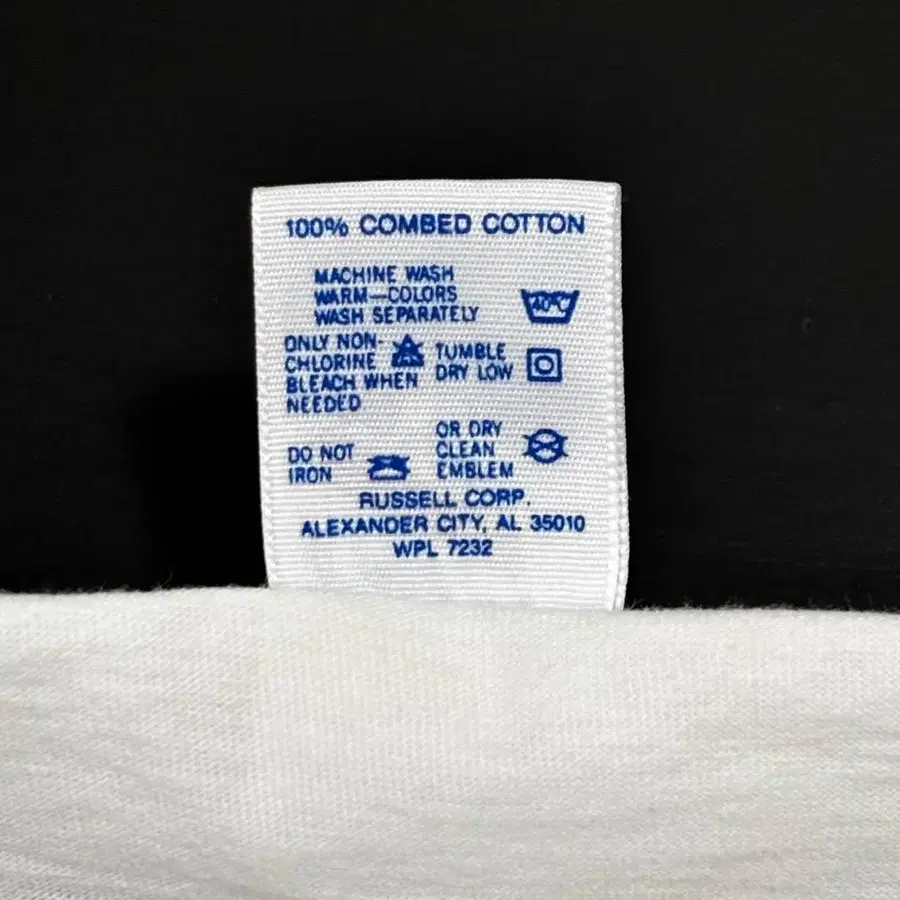 100% COMBED COTTON
MACHINE WASH
WARM—COLORS
WASH SEPARATELY
40°C
ONLY NON-
CHLORINE
BLEACH WHEN
NEEDED
TUMBLE
DRY LOW
DO NOT
IRON
OR DRY
CLEAN
EMBLEM
RUSSELL CORP.
ALEXANDER CITY, AL 35010
WPL 7232